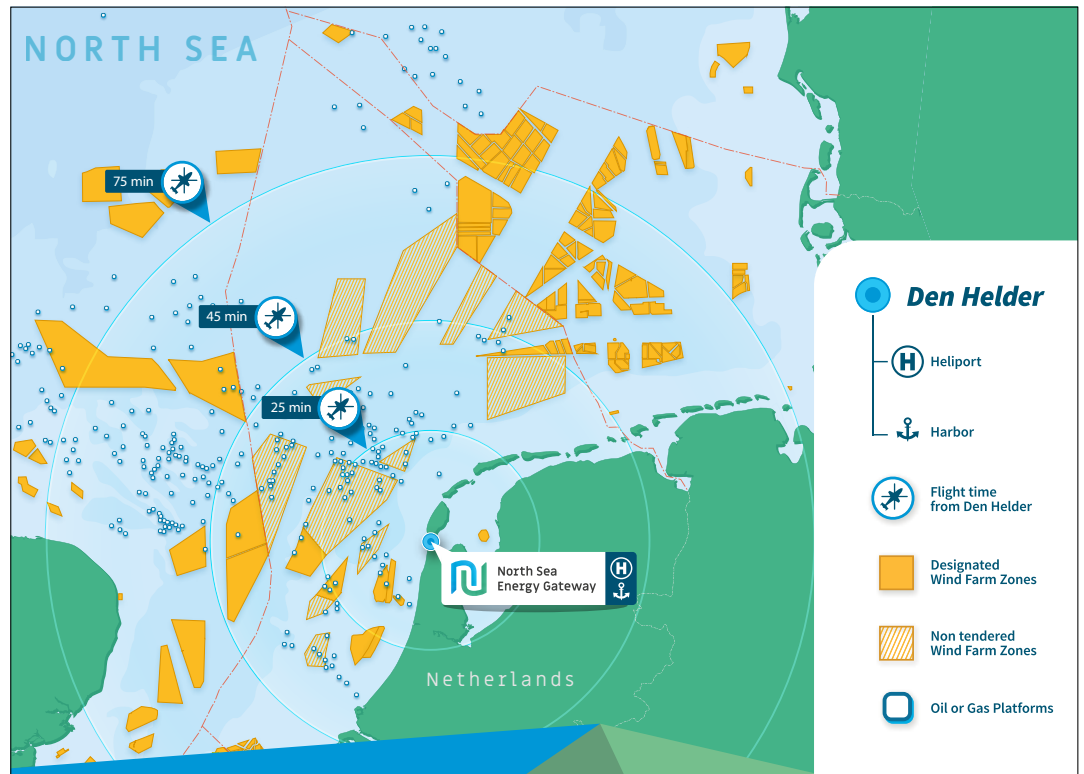 NORTH SEA
75 min
45 min
25 min
North Sea
Energy Gateway
H
Netherlands
Den Helder
H
Heliport
Harbor
Flight time
from Den Helder
Designated
Wind Farm Zones
Non tendered
Wind Farm Zones
Oil or Gas Platforms